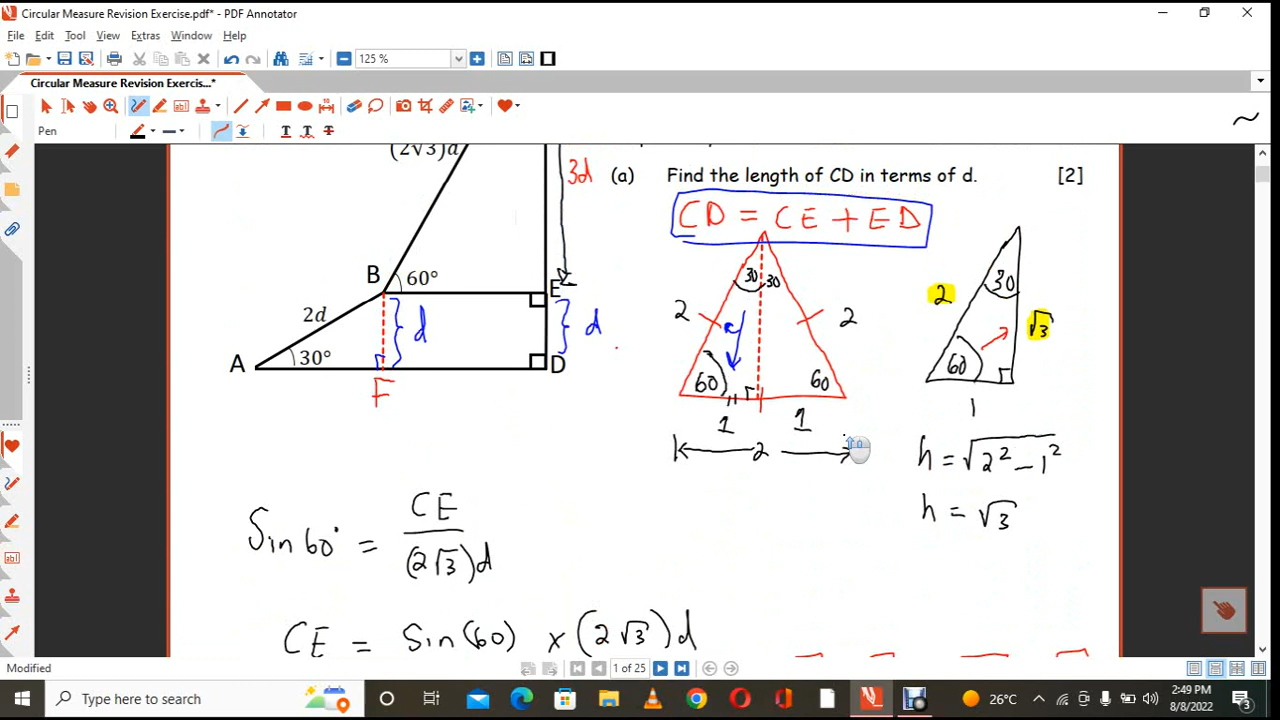 Circular Measure Revision Exercise.pdf* - PDF Annotator
File Edit Tool View Extras Window Help
125 %
Circular Measure Revision Exercis...*
Pen
(2√3)d
3d
(a) Find the length of CD in terms of d. [2]
CD = CE + ED
30 30
30
B 60° E
2 2
2 √3
2d d d
A 30° D
60 60
60
F
1 1
1
2
h = √2² - 1²
h = √3
Sin 60° = CE / (2√3)d
CE = Sin(60) × (2√3)d
Modified
1 of 25
Type here to search
26°C
2:49 PM
8/8/2022
3